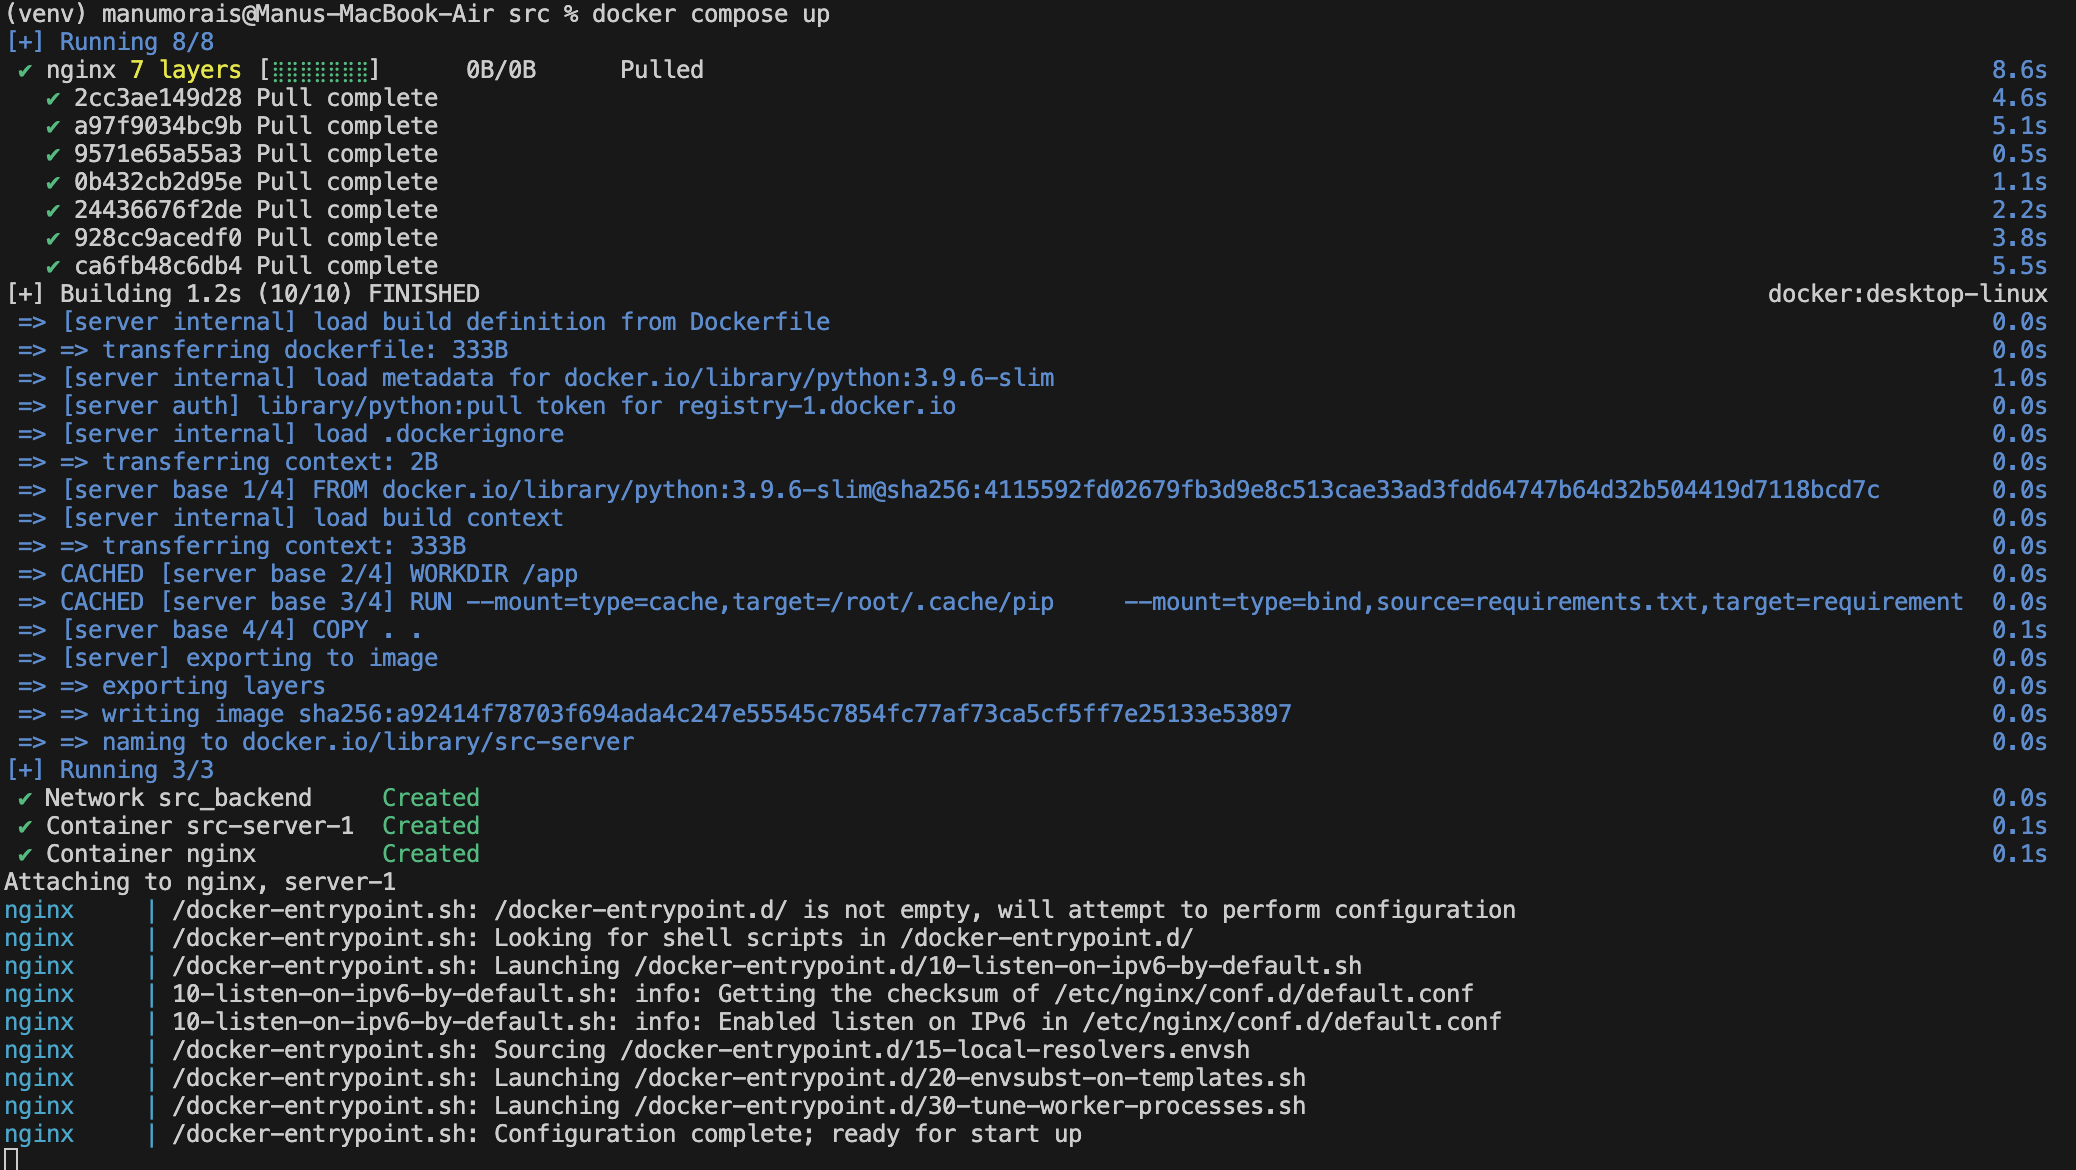 (venv) manumorais@Manus-MacBook-Air src % docker compose up
[+] Running 8/8
✔ nginx 7 layers [⣿⣿⣿⣿⣿⣿⣿] 0B/0B Pulled 8.6s
✔ 2cc3ae149d28 Pull complete 4.6s
✔ a97f9034bc9b Pull complete 5.1s
✔ 9571e65a55a3 Pull complete 0.5s
✔ 0b432cb2d95e Pull complete 1.1s
✔ 24436676f2de Pull complete 2.2s
✔ 928cc9acedf0 Pull complete 3.8s
✔ ca6fb48c6db4 Pull complete 5.5s
[+] Building 1.2s (10/10) FINISHED docker:desktop-linux
=> [server internal] load build definition from Dockerfile 0.0s
=> => transferring dockerfile: 333B 0.0s
=> [server internal] load metadata for docker.io/library/python:3.9.6-slim 1.0s
=> [server auth] library/python:pull token for registry-1.docker.io 0.0s
=> [server internal] load .dockerignore 0.0s
=> => transferring context: 2B 0.0s
=> [server base 1/4] FROM docker.io/library/python:3.9.6-slim@sha256:4115592fd02679fb3d9e8c513cae33ad3fdd64747b64d32b504419d7118bcd7c 0.0s
=> [server internal] load build context 0.0s
=> => transferring context: 333B 0.0s
=> CACHED [server base 2/4] WORKDIR /app 0.0s
=> CACHED [server base 3/4] RUN --mount=type=cache,target=/root/.cache/pip --mount=type=bind,source=requirements.txt,target=requirement 0.0s
=> [server base 4/4] COPY . . 0.1s
=> [server] exporting to image 0.0s
=> => exporting layers 0.0s
=> => writing image sha256:a92414f78703f694ada4c247e55545c7854fc77af73ca5cf5ff7e25133e53897 0.0s
=> => naming to docker.io/library/src-server 0.0s
[+] Running 3/3
✔ Network src_backend Created 0.0s
✔ Container src-server-1 Created 0.1s
✔ Container nginx Created 0.1s
Attaching to nginx, server-1
nginx | /docker-entrypoint.sh: /docker-entrypoint.d/ is not empty, will attempt to perform configuration
nginx | /docker-entrypoint.sh: Looking for shell scripts in /docker-entrypoint.d/
nginx | /docker-entrypoint.sh: Launching /docker-entrypoint.d/10-listen-on-ipv6-by-default.sh
nginx | 10-listen-on-ipv6-by-default.sh: info: Getting the checksum of /etc/nginx/conf.d/default.conf
nginx | 10-listen-on-ipv6-by-default.sh: info: Enabled listen on IPv6 in /etc/nginx/conf.d/default.conf
nginx | /docker-entrypoint.sh: Sourcing /docker-entrypoint.d/15-local-resolvers.envsh
nginx | /docker-entrypoint.sh: Launching /docker-entrypoint.d/20-envsubst-on-templates.sh
nginx | /docker-entrypoint.sh: Launching /docker-entrypoint.d/30-tune-worker-processes.sh
nginx | /docker-entrypoint.sh: Configuration complete; ready for start up